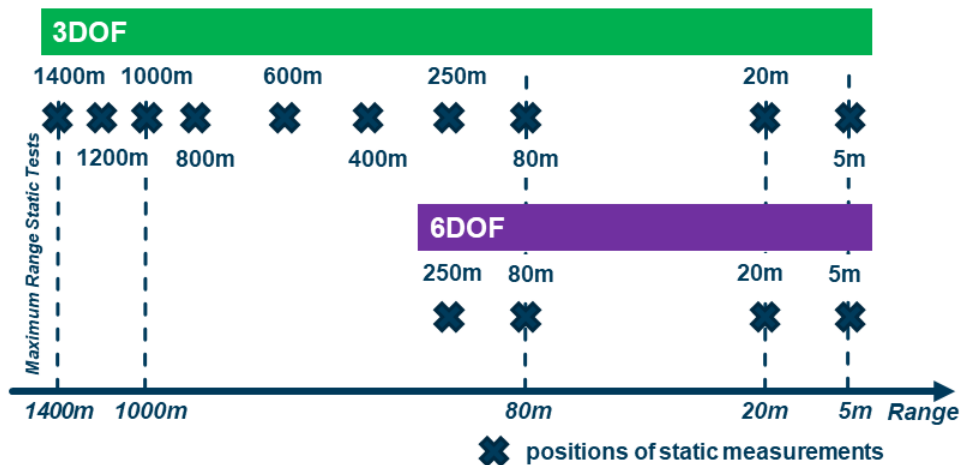 3DOF
1400m 1000m 600m 250m 20m
1200m 800m 400m 80m 5m
Maximum Range Static Tests
6DOF
250m 80m 20m 5m
1400m 1000m 80m 20m 5m Range
positions of static measurements